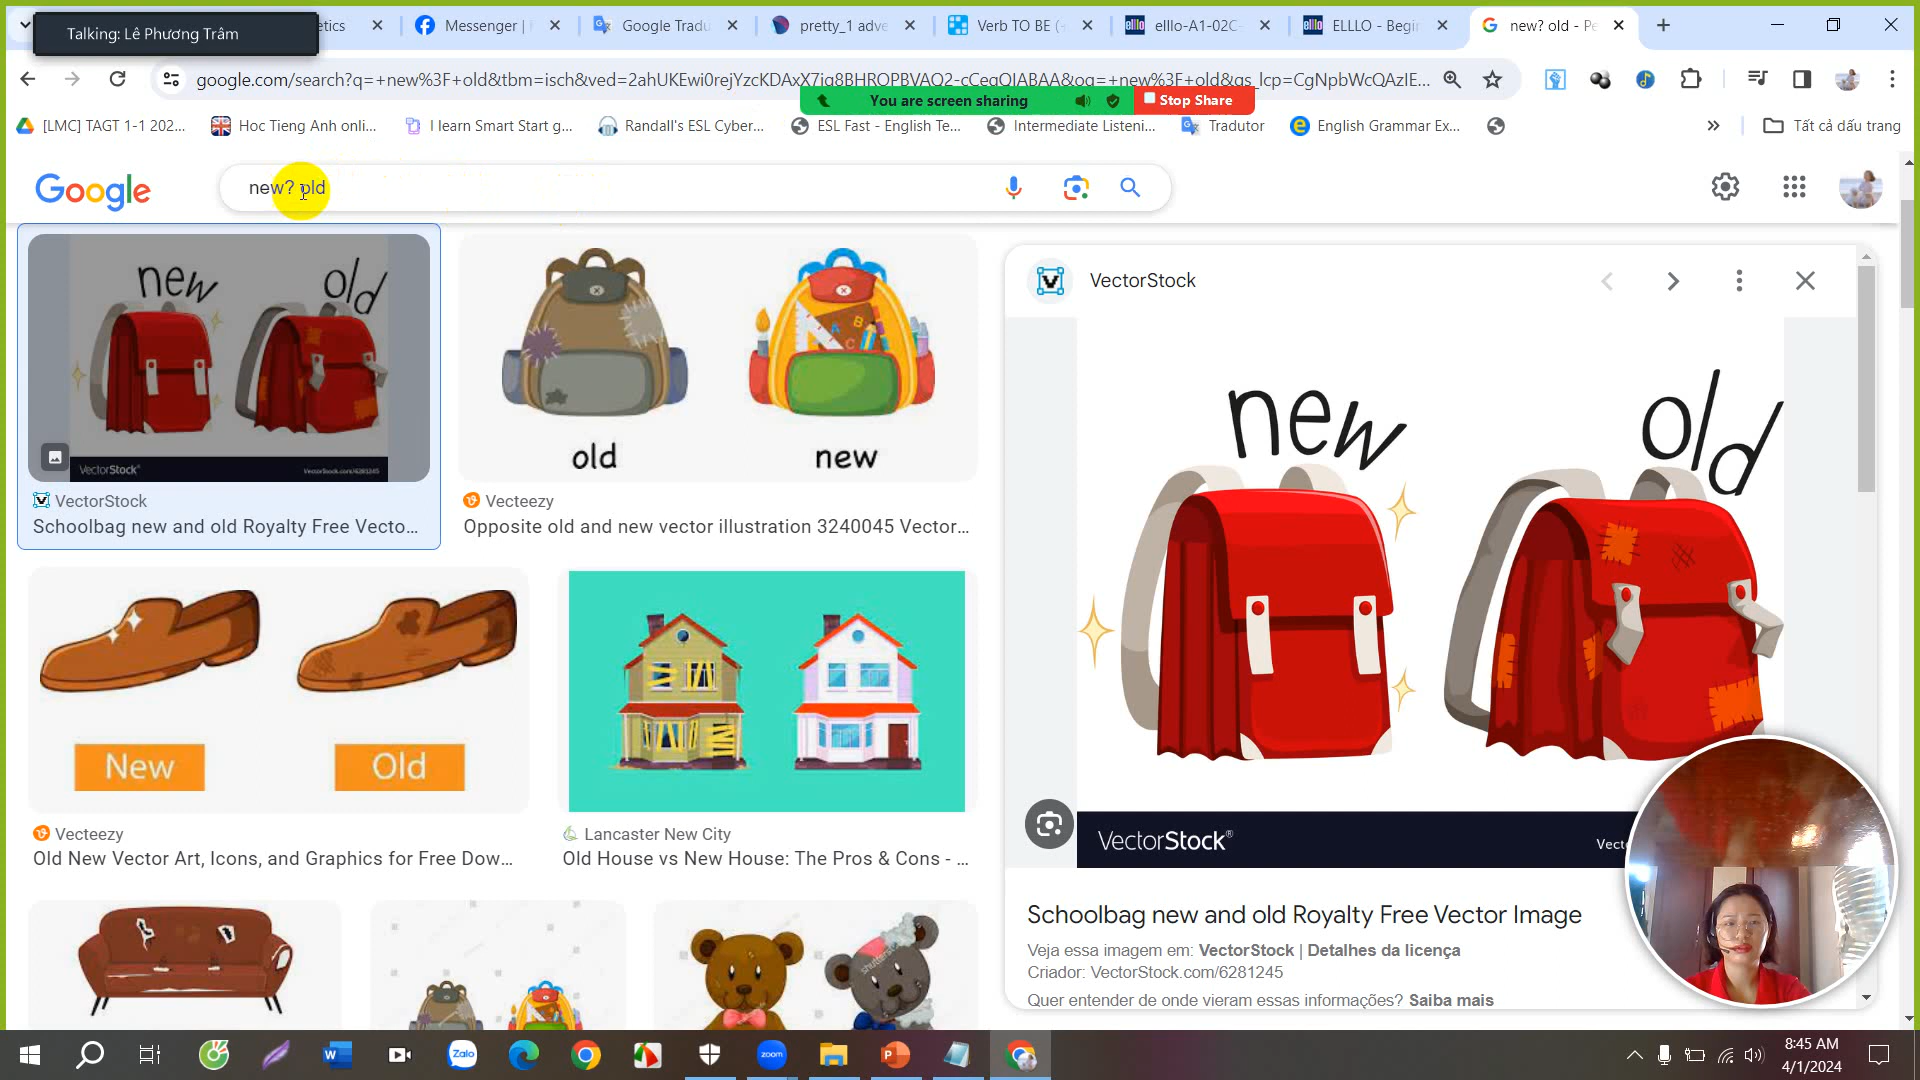 Talking: Lê Phương Trâm
etics
Messenger |
Google Tradu
pretty_1 adve
Verb TO BE (
elllo-A1-02C-
ELLLO - Begin
new? old - Pe
google.com/search?q=+new%3F+old&tbm=isch&ved=2ahUKEwi0rejYzcKDAxX7ig8BHROPBVAQ2-cCegQIABAA&oq=+new%3F+old&gs_lcp=CgNpbWcQAzIE...
You are screen sharing
Stop Share
[LMC] TAGT 1-1 202...
Hoc Tieng Anh onli...
I learn Smart Start g...
Randall's ESL Cyber...
ESL Fast - English Te...
Intermediate Listeni...
Tradutor
English Grammar Ex...
Tất cả dấu trang
Google
new? old
new
old
VectorStock®
VectorStock.com/6281245
VectorStock
Schoolbag new and old Royalty Free Vecto...
old
new
Vecteezy
Opposite old and new vector illustration 3240045 Vector...
VectorStock
new
old
VectorStock®
New
Old
Vecteezy
Old New Vector Art, Icons, and Graphics for Free Dow...
Lancaster New City
Old House vs New House: The Pros & Cons - ...
Schoolbag new and old Royalty Free Vector Image
Veja essa imagem em: VectorStock | Detalhes da licença
Criador: VectorStock.com/6281245
Quer entender de onde vieram essas informações? Saiba mais
Zalo
zoom
8:45 AM
4/1/2024